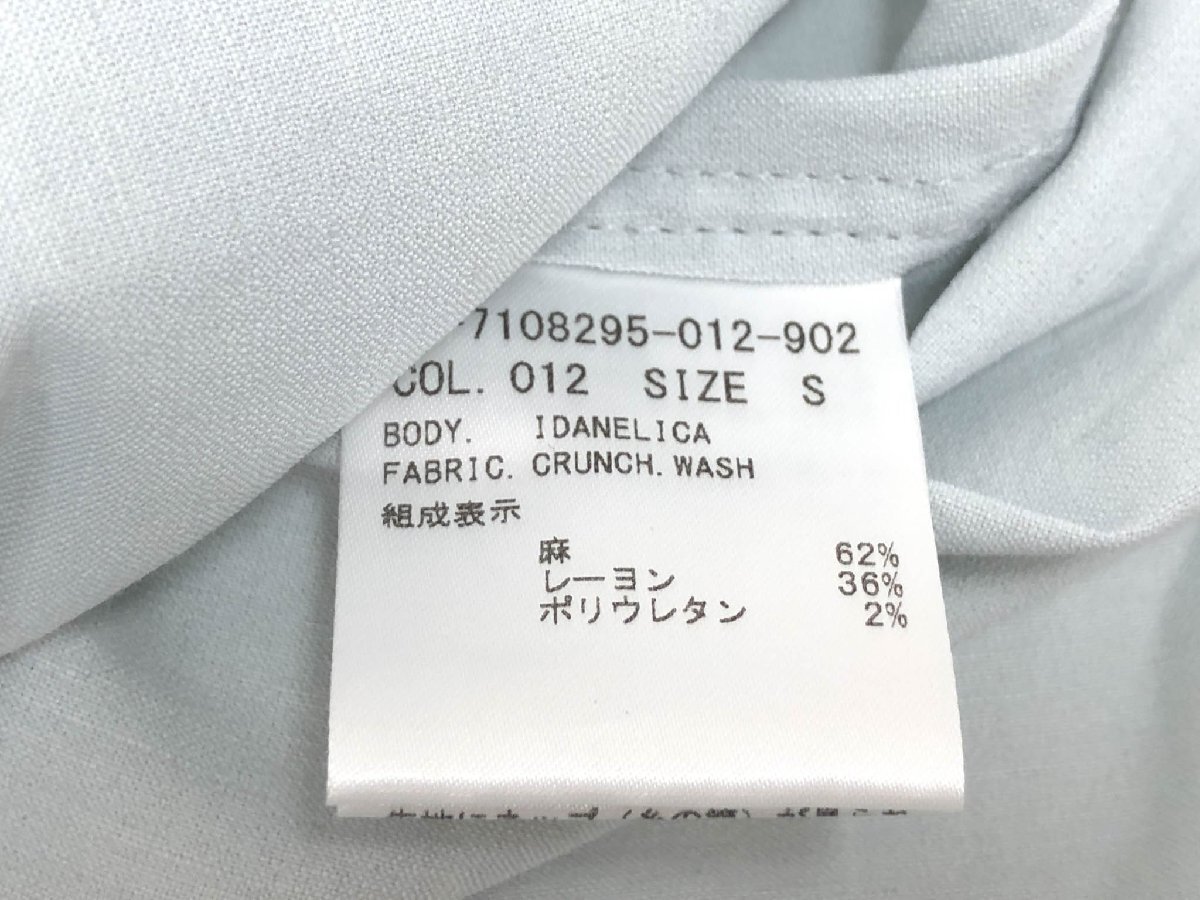 -7108295-012-902
COL. 012 SIZE S
BODY. IDANELICA
FABRIC. CRUNCH.WASH
組成表示
麻 62%
レーヨン 36%
ポリウレタン 2%